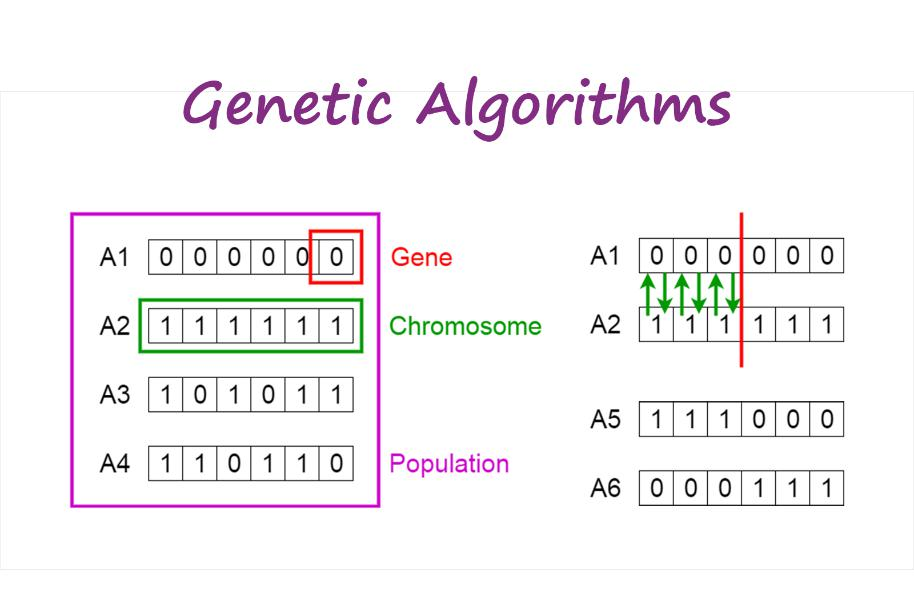 Genetic Algorithms
A1 0 0 0 0 0 0 Gene
A2 1 1 1 1 1 1 Chromosome
A3 1 0 1 0 1 1
A4 1 1 0 1 1 0 Population
A1 0 0 0 0 0 0
A2 1 1 1 1 1 1
A5 1 1 1 0 0 0
A6 0 0 0 1 1 1